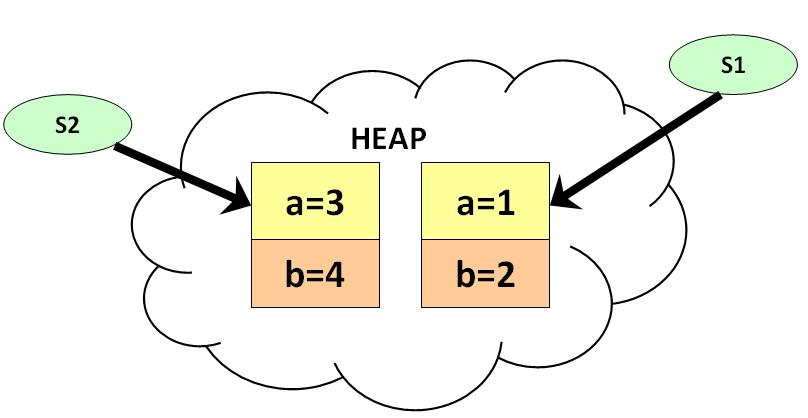 S1
S2
HEAP
a=3
a=1
b=4
b=2